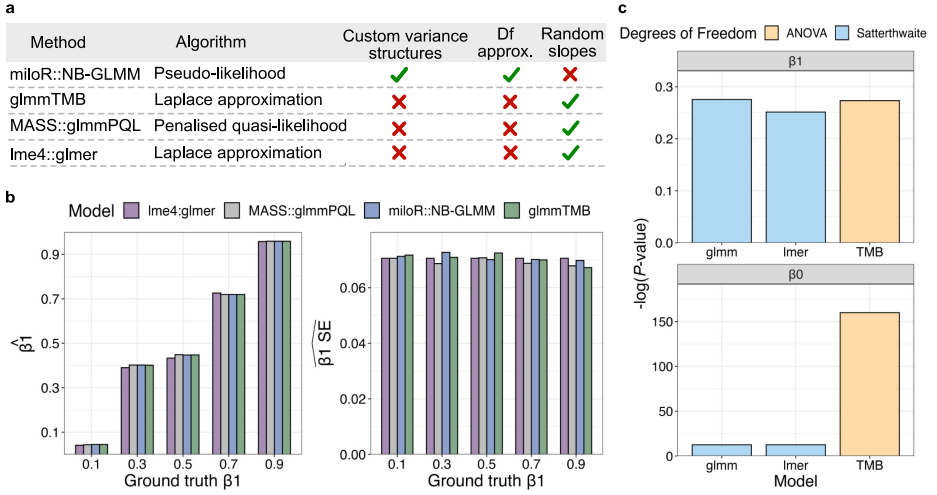 a
Method Algorithm Custom variance structures Df approx. Random slopes
miloR::NB-GLMM Pseudo-likelihood
glmmTMB Laplace approximation
MASS::glmmPQL Penalised quasi-likelihood
lme4::glmer Laplace approximation
b
Model lme4:glmer MASS::glmmPQL miloR::NB-GLMM glmmTMB
β̂1
0.9
0.7
0.5
0.3
0.1
0.1 0.3 0.5 0.7 0.9
Ground truth β1
β1 SE
0.06
0.04
0.02
0.00
0.1 0.3 0.5 0.7 0.9
Ground truth β1
c
Degrees of Freedom ANOVA Satterthwaite
β1
0.3
0.2
0.1
0.0
glmm lmer TMB
-log(P-value)
β0
150
100
50
0
glmm lmer TMB
Model